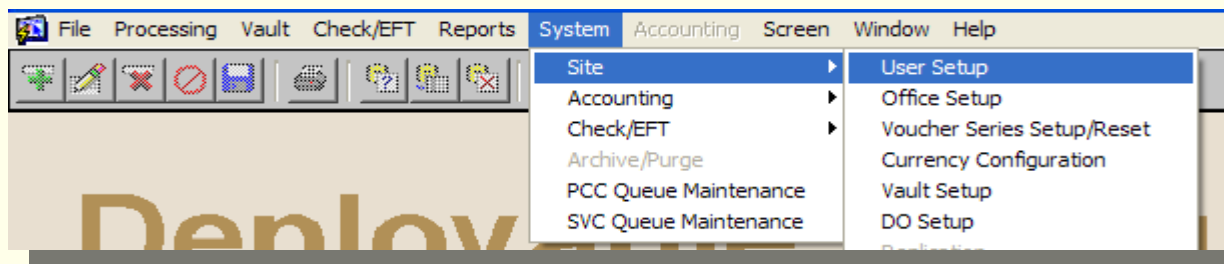 File Processing Vault Check/EFT Reports System Accounting Screen Window Help
Site User Setup
Accounting Office Setup
Check/EFT Voucher Series Setup/Reset
Archive/Purge Currency Configuration
PCC Queue Maintenance Vault Setup
SVC Queue Maintenance DO Setup